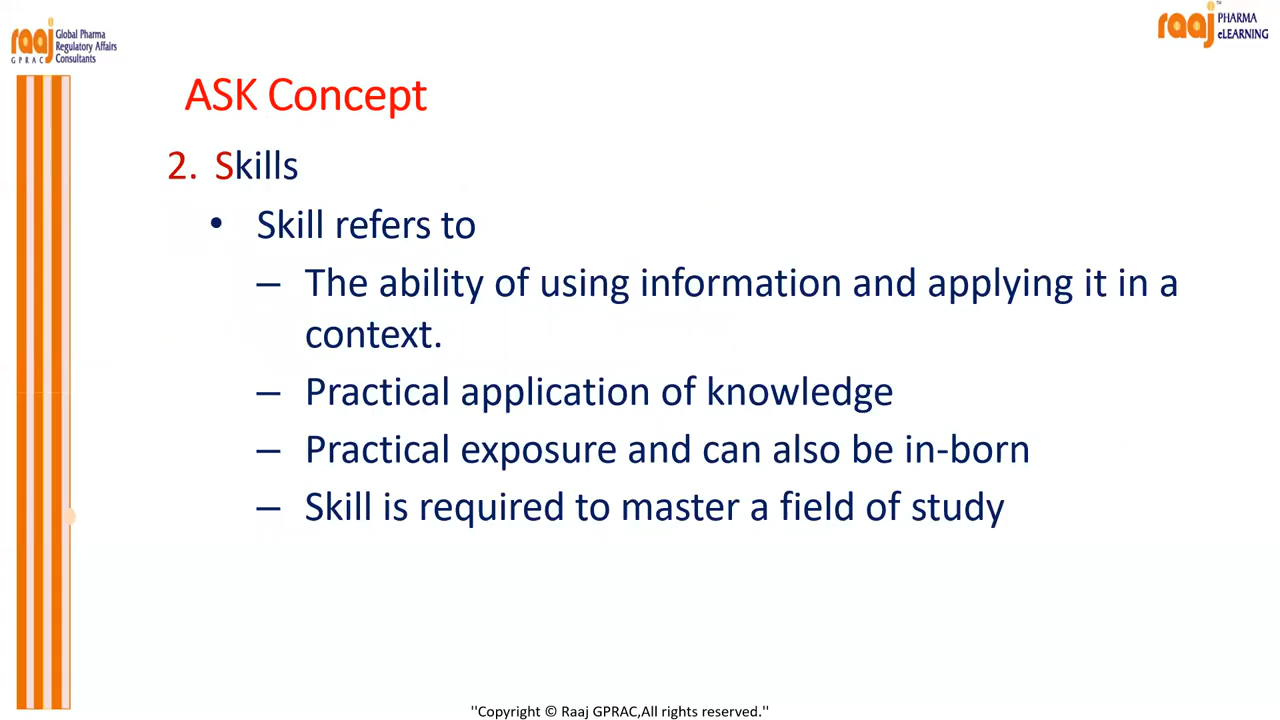 raaj Global Pharma
Regulatory Affairs
Consultants
GPRAC
raaj PHARMA
eLEARNING
TM
ASK Concept
2. Skills
• Skill refers to
– The ability of using information and applying it in a
context.
– Practical application of knowledge
– Practical exposure and can also be in-born
– Skill is required to master a field of study
''Copyright © Raaj GPRAC,All rights reserved.''